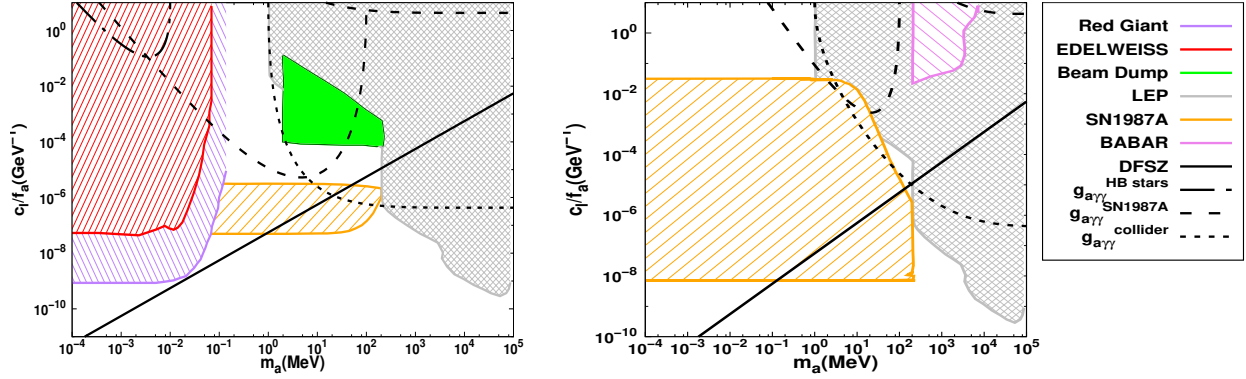 10^0
10^-2
10^-4
10^-6
10^-8
10^-10
c_l/f_a(GeV^-1)
10^-4 10^-3 10^-2 10^-1 10^0 10^1 10^2 10^3 10^4 10^5
m_a(MeV)
10^0
10^-2
10^-4
10^-6
10^-8
10^-10
c_l/f_a(GeV^-1)
10^-4 10^-3 10^-2 10^-1 10^0 10^1 10^2 10^3 10^4 10^5
m_a(MeV)
Red Giant
EDELWEISS
Beam Dump
LEP
SN1987A
BABAR
DFSZ
g_aγγ^HB stars
g_aγγ^SN1987A
g_aγγ^collider